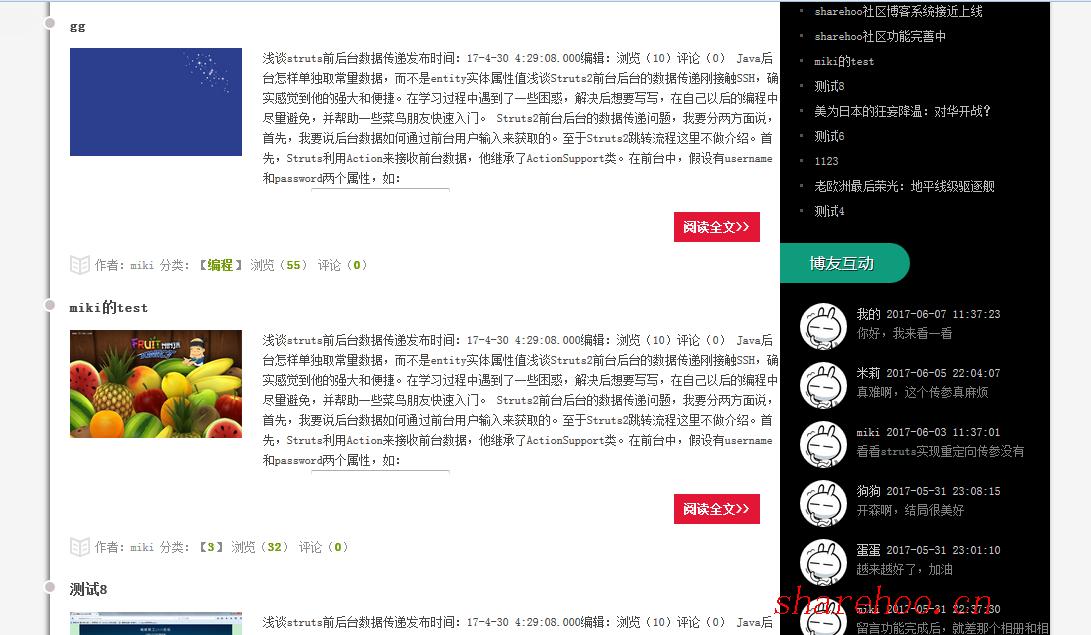 gg
浅谈struts前后台数据传递发布时间：17-4-30 4:29:08.000编辑：浏览（10）评论（0） Java后
台怎样单独取常量数据，而不是entity实体属性值浅谈Struts2前台后台的数据传递刚接触SSH，确
实感觉到他的强大和便捷。在学习过程中遇到了一些困惑，解决后想要写写，在自己以后的编程中
尽量避免，并帮助一些菜鸟朋友快速入门。 Struts2前台后台的数据传递问题，我要分两方面说，
首先，我要说后台数据如何通过前台用户输入来获取的。至于Struts2跳转流程这里不做介绍。首
先，Struts利用Action来接收前台数据，他继承了ActionSupport类。在前台中，假设有username
和password两个属性，如：
阅读全文>>
作者：miki 分类：【编程】 浏览（55） 评论（0）
miki的test
FRUIT NINJA
浅谈struts前后台数据传递发布时间：17-4-30 4:29:08.000编辑：浏览（10）评论（0） Java后
台怎样单独取常量数据，而不是entity实体属性值浅谈Struts2前台后台的数据传递刚接触SSH，确
实感觉到他的强大和便捷。在学习过程中遇到了一些困惑，解决后想要写写，在自己以后的编程中
尽量避免，并帮助一些菜鸟朋友快速入门。 Struts2前台后台的数据传递问题，我要分两方面说，
首先，我要说后台数据如何通过前台用户输入来获取的。至于Struts2跳转流程这里不做介绍。首
先，Struts利用Action来接收前台数据，他继承了ActionSupport类。在前台中，假设有username
和password两个属性，如：
阅读全文>>
作者：miki 分类：【3】 浏览（32） 评论（0）
测试8
浅谈struts前后台数据传递发布时间：17-4-30 4:29:08.000编辑：浏览（10）评论（0） Java后
sharehoo社区博客系统接近上线
sharehoo社区功能完善中
miki的test
测试8
美为日本的狂妄降温：对华开战？
测试6
1123
老欧洲最后荣光：地平线级驱逐舰
测试4
博友互动
我的 2017-06-07 11:37:23
你好，我来看一看
米莉 2017-06-05 22:04:07
真难啊，这个传参真麻烦
miki 2017-06-03 11:37:01
看看struts实现重定向传参没有
狗狗 2017-05-31 23:08:15
开森啊，结局很美好
蛋蛋 2017-05-31 23:01:10
越来越好了，加油
miki 2017-05-31 22:37:30
留言功能完成后，就差那个相册和相
sharehoo.cn